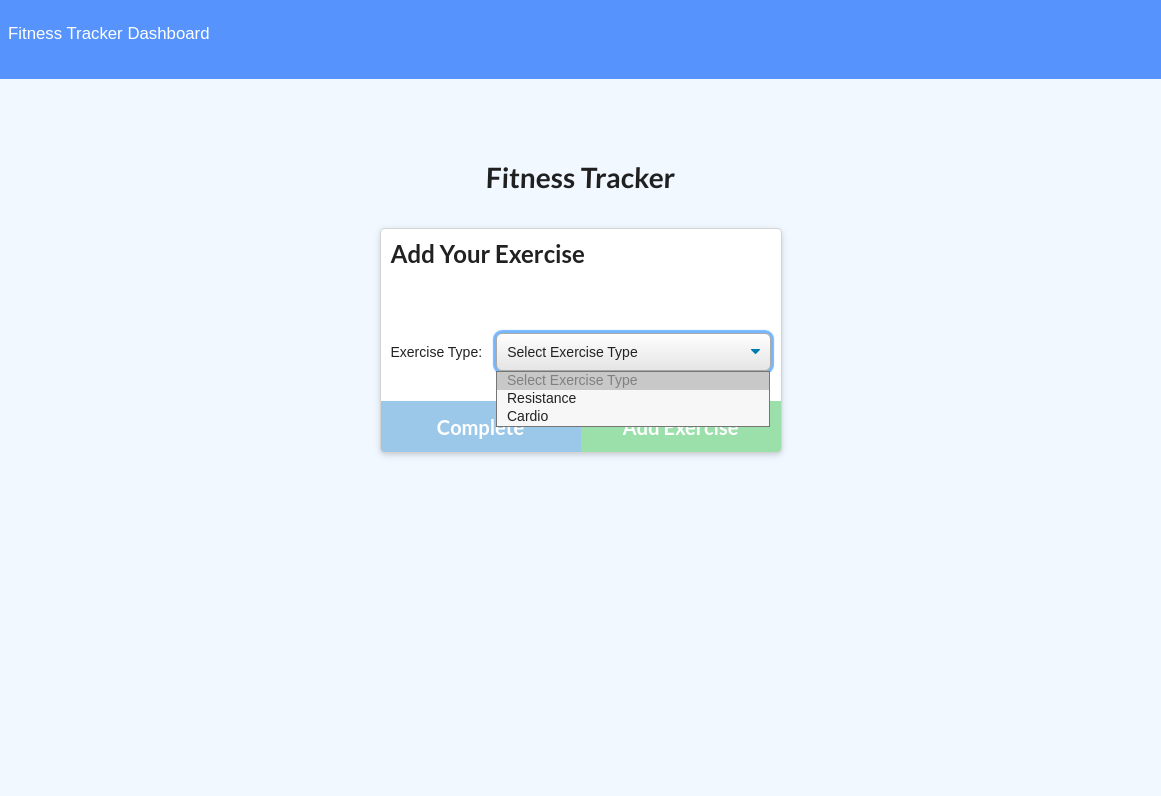 Fitness Tracker Dashboard
Fitness Tracker
Add Your Exercise
Exercise Type: Select Exercise Type
Select Exercise Type
Resistance
Cardio
Complete Add Exercise